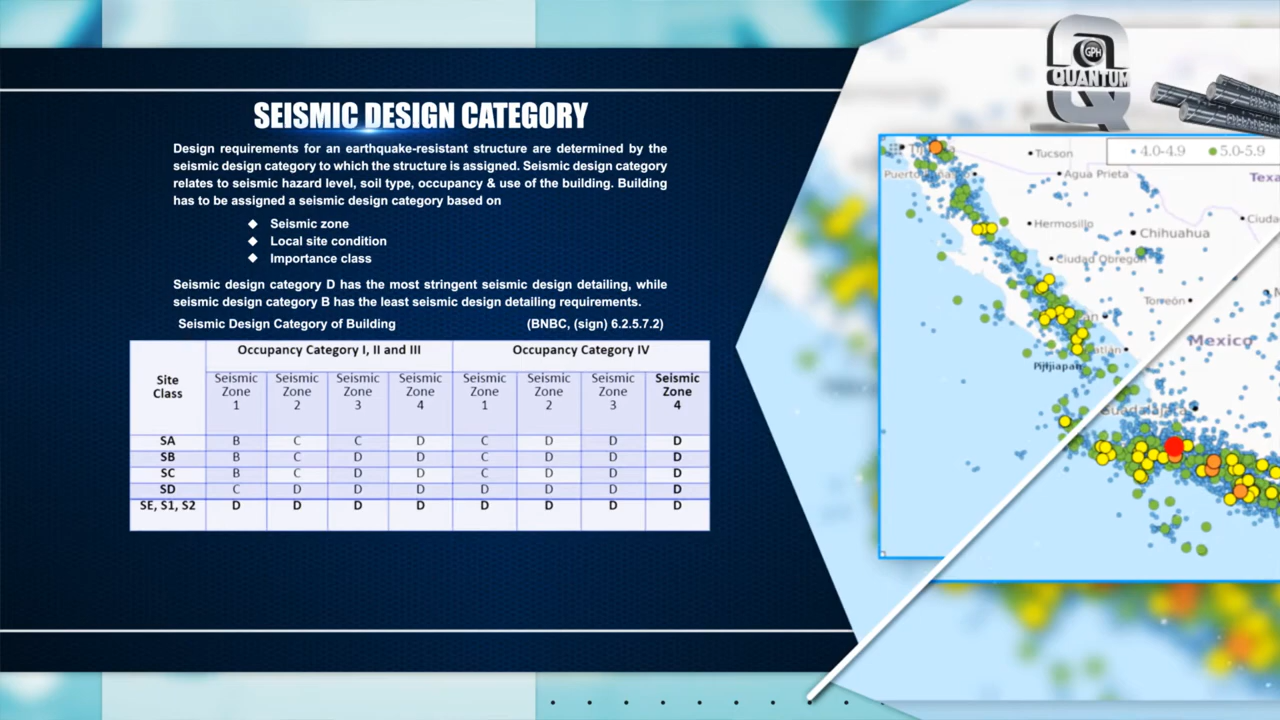 SEISMIC DESIGN CATEGORY
Design requirements for an earthquake-resistant structure are determined by the
seismic design category to which the structure is assigned. Seismic design category
relates to seismic hazard level, soil type, occupancy & use of the building. Building
has to be assigned a seismic design category based on
❖ Seismic zone
❖ Local site condition
❖ Importance class
Seismic design category D has the most stringent seismic design detailing, while
seismic design category B has the least seismic design detailing requirements.
Seismic Design Category of Building (BNBC, (sign) 6.2.5.7.2)
Site Class Occupancy Category I, II and III Occupancy Category IV
Seismic Zone 1 Seismic Zone 2 Seismic Zone 3 Seismic Zone 4 Seismic Zone 1 Seismic Zone 2 Seismic Zone 3 Seismic Zone 4
SA B C C D C D D D
SB B C D D C D D D
SC B C D D C D D D
SD C D D D D D D D
SE, S1, S2 D D D D D D D D
GPH
QUANTUM
4.0-4.9 5.0-5.9
Tucson
Agua Prieta
Hermosillo
Chihuahua
Ciudad Obregon
Torreón
Mexico
Pijijiapan
Guadalajara